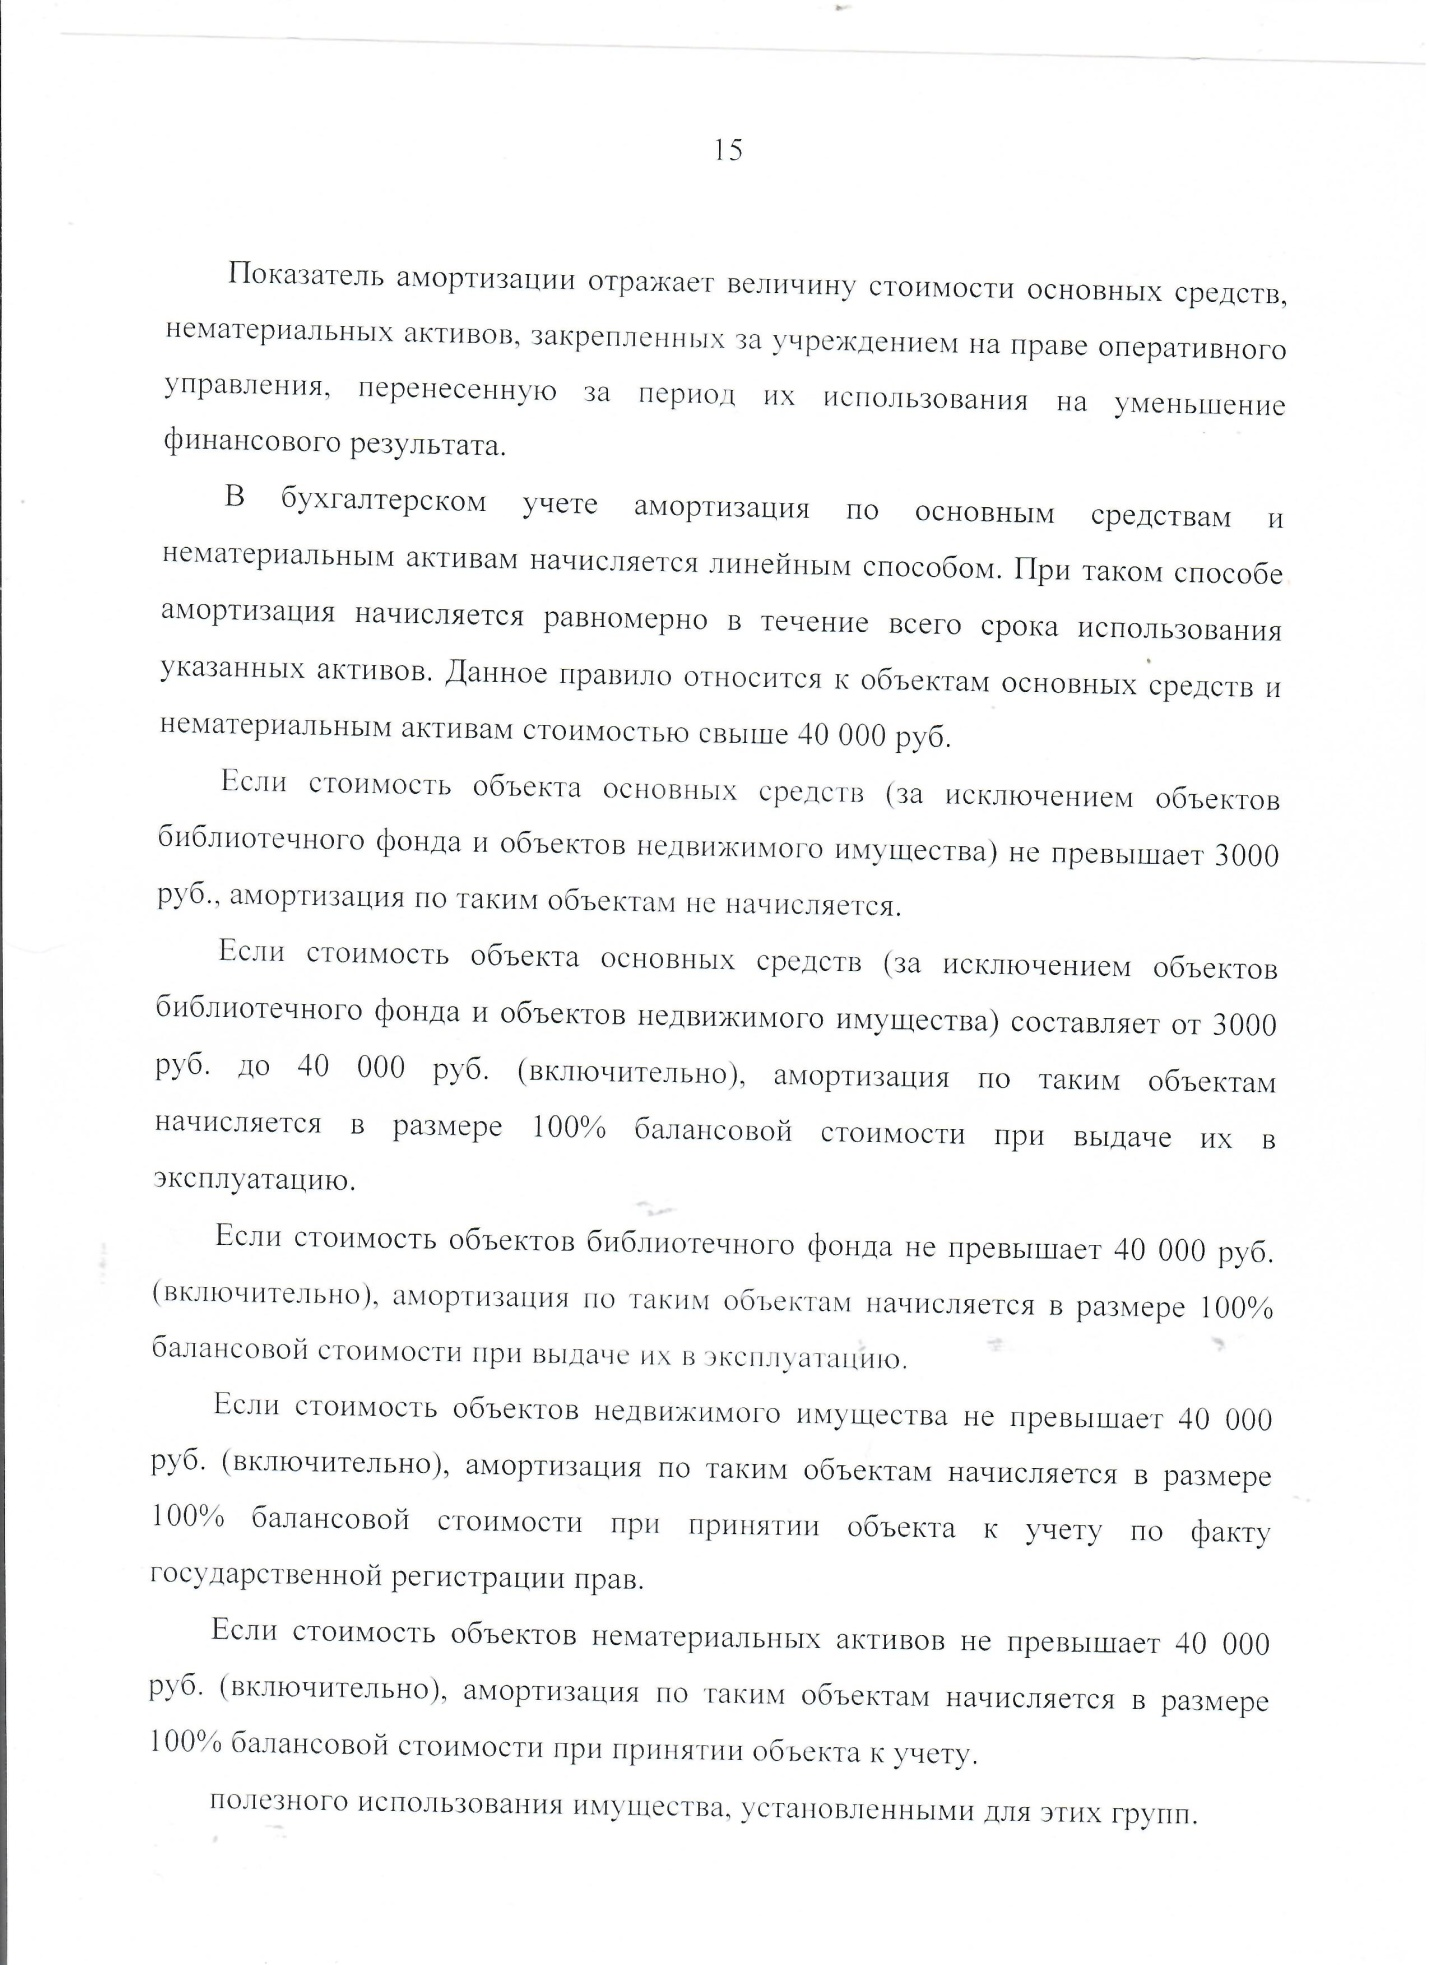 15
Показатель амортизации отражает величину стоимости основных средств,
нематериальных активов, закрепленных за учреждением на праве оперативного
управления, перенесенную за период их использования на уменьшение
финансового результата.
В бухгалтерском учете амортизация по основным средствам и
нематериальным активам начисляется линейным способом. При таком способе
амортизация начисляется равномерно в течение всего срока использования
указанных активов. Данное правило относится к объектам основных средств и
нематериальным активам стоимостью свыше 40 000 руб.
Если стоимость объекта основных средств (за исключением объектов
библиотечного фонда и объектов недвижимого имущества) не превышает 3000
руб., амортизация по таким объектам не начисляется.
Если стоимость объекта основных средств (за исключением объектов
библиотечного фонда и объектов недвижимого имущества) составляет от 3000
руб. до 40 000 руб. (включительно), амортизация по таким объектам
начисляется в размере 100% балансовой стоимости при выдаче их в
эксплуатацию.
Если стоимость объектов библиотечного фонда не превышает 40 000 руб.
(включительно), амортизация по таким объектам начисляется в размере 100%
балансовой стоимости при выдаче их в эксплуатацию.
Если стоимость объектов недвижимого имущества не превышает 40 000
руб. (включительно), амортизация по таким объектам начисляется в размере
100% балансовой стоимости при принятии объекта к учету по факту
государственной регистрации прав.
Если стоимость объектов нематериальных активов не превышает 40 000
руб. (включительно), амортизация по таким объектам начисляется в размере
100% балансовой стоимости при принятии объекта к учету.
полезного использования имущества, установленными для этих групп.